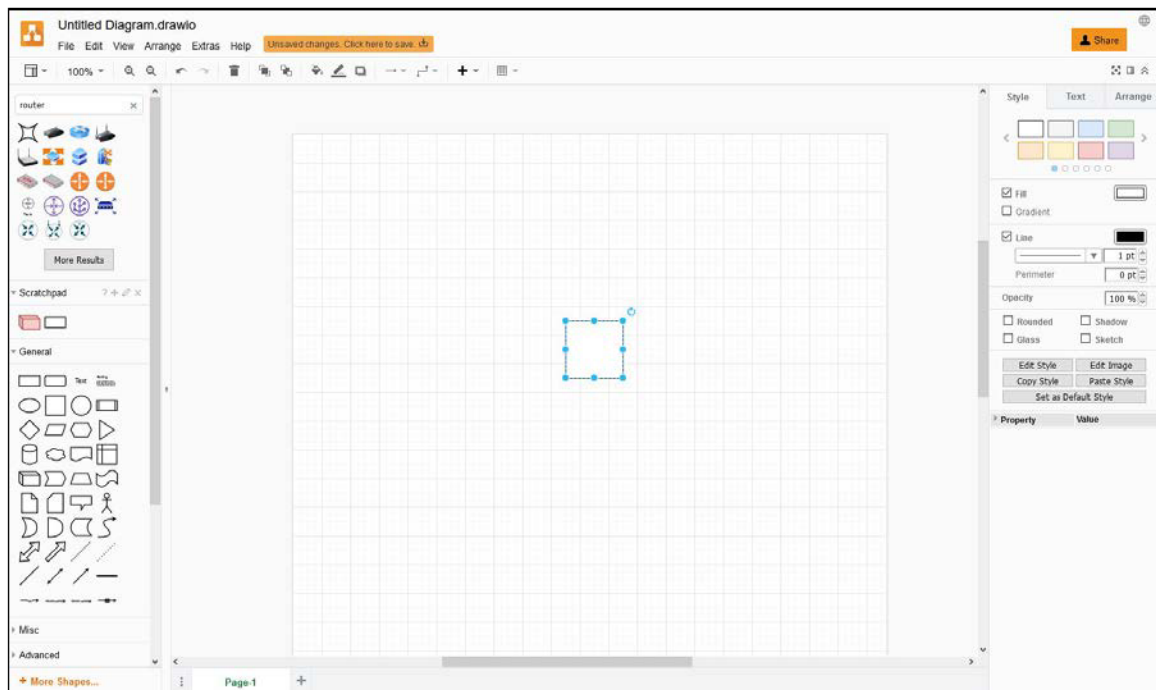 Untitled Diagram.drawio
File Edit View Arrange Extras Help Unsaved changes. Click here to save.
Share
100%
router
More Results
Scratchpad
General
Text
Misc
Advanced
+ More Shapes...
Page-1
Style Text Arrange
Fill
Gradient
Line
1 pt
Perimeter 0 pt
Opacity 100 %
Rounded Shadow
Glass Sketch
Edit Style Edit Image
Copy Style Paste Style
Set as Default Style
Property Value